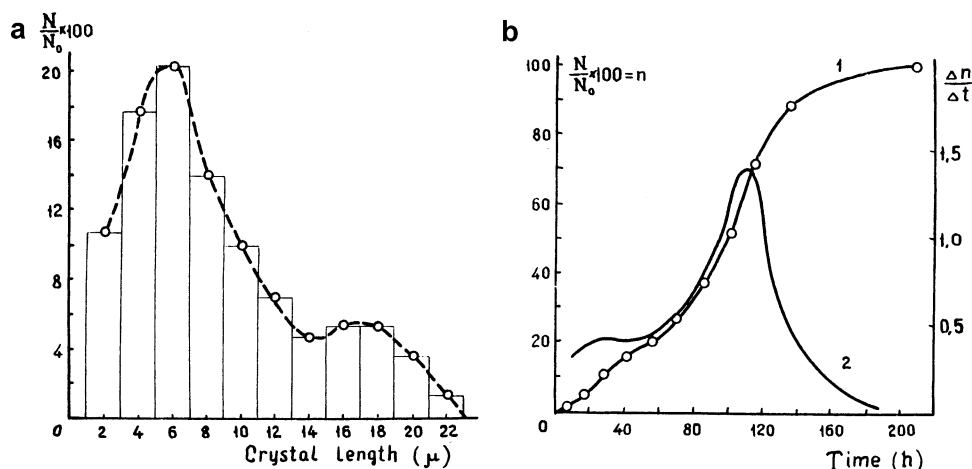 a
N/N₀ ×100
20
16
12
8
4
0
2 4 6 8 10 12 14 16 18 20 22
Crystal length (μ)
b
N/N₀ ×100 = n
100
80
60
40
20
0
40 80 120 160 200
Time (h)
1
2
Δn/Δt
1,5
1,0
0,5